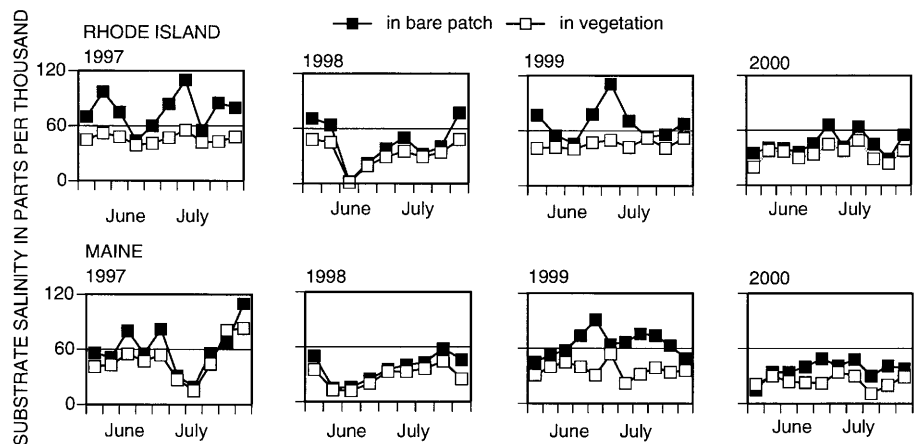 SUBSTRATE SALINITY IN PARTS PER THOUSAND
in bare patch in vegetation
RHODE ISLAND
1997 1998 1999 2000
120
60
0
June July June July June July June July
MAINE
1997 1998 1999 2000
120
60
0
June July June July June July June July